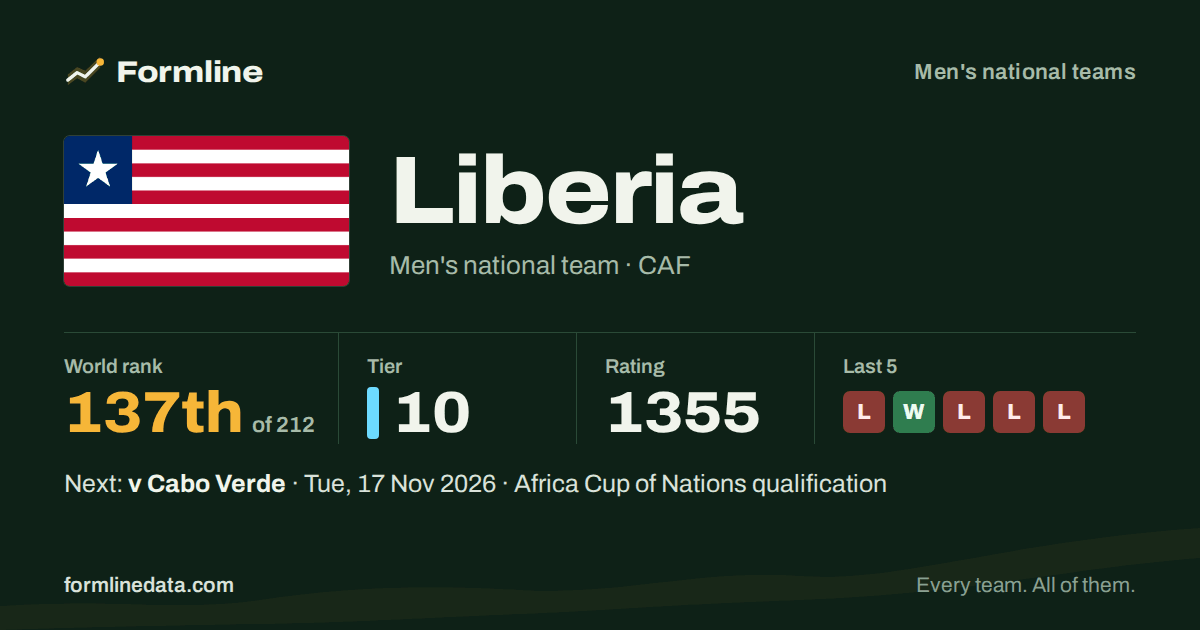 Formline
Men's national teams
Liberia
Men's national team · CAF
World rank
137th of 212
Tier
10
Rating
1355
Last 5
L W L L L
Next: v Cabo Verde · Tue, 17 Nov 2026 · Africa Cup of Nations qualification
formlinedata.com
Every team. All of them.